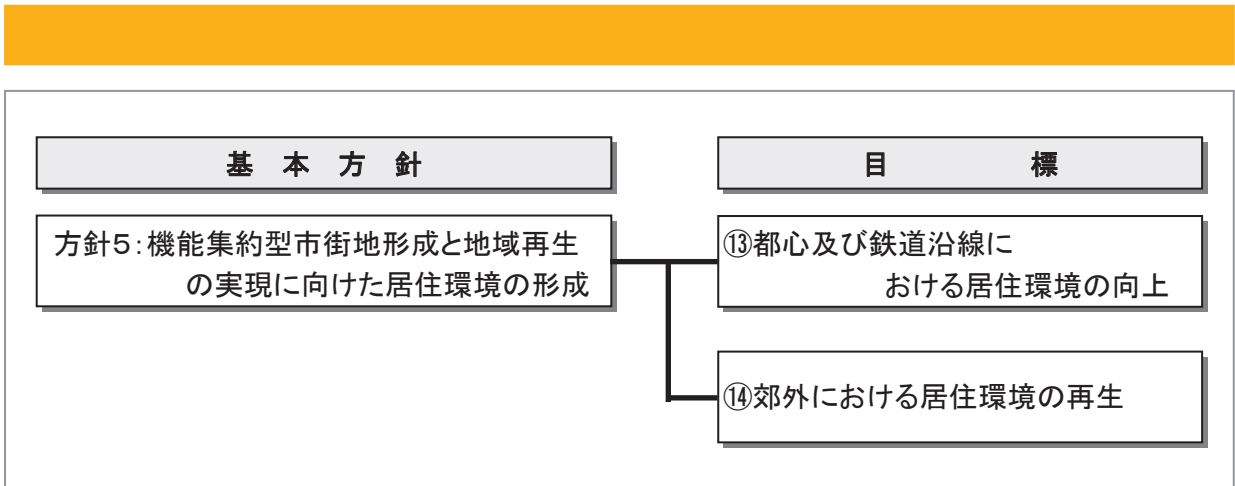 基本方針
目標
方針5:機能集約型市街地形成と地域再生
の実現に向けた居住環境の形成
⑬都心及び鉄道沿線に
おける居住環境の向上
⑭郊外における居住環境の再生